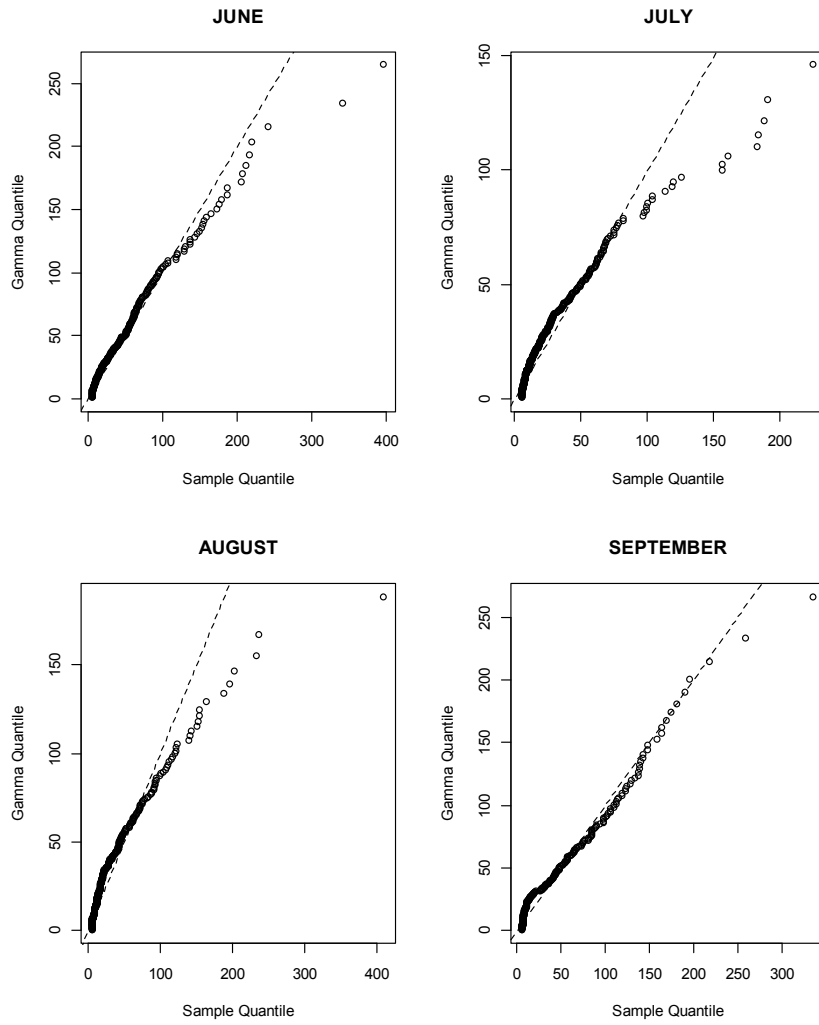 JUNE
Gamma Quantile
0 50 100 150 200 250
0 100 200 300 400
Sample Quantile
JULY
Gamma Quantile
0 50 100 150
0 50 100 150 200
Sample Quantile
AUGUST
Gamma Quantile
0 50 100 150
0 100 200 300 400
Sample Quantile
SEPTEMBER
Gamma Quantile
0 50 100 150 200 250
0 50 100 150 200 250 300
Sample Quantile